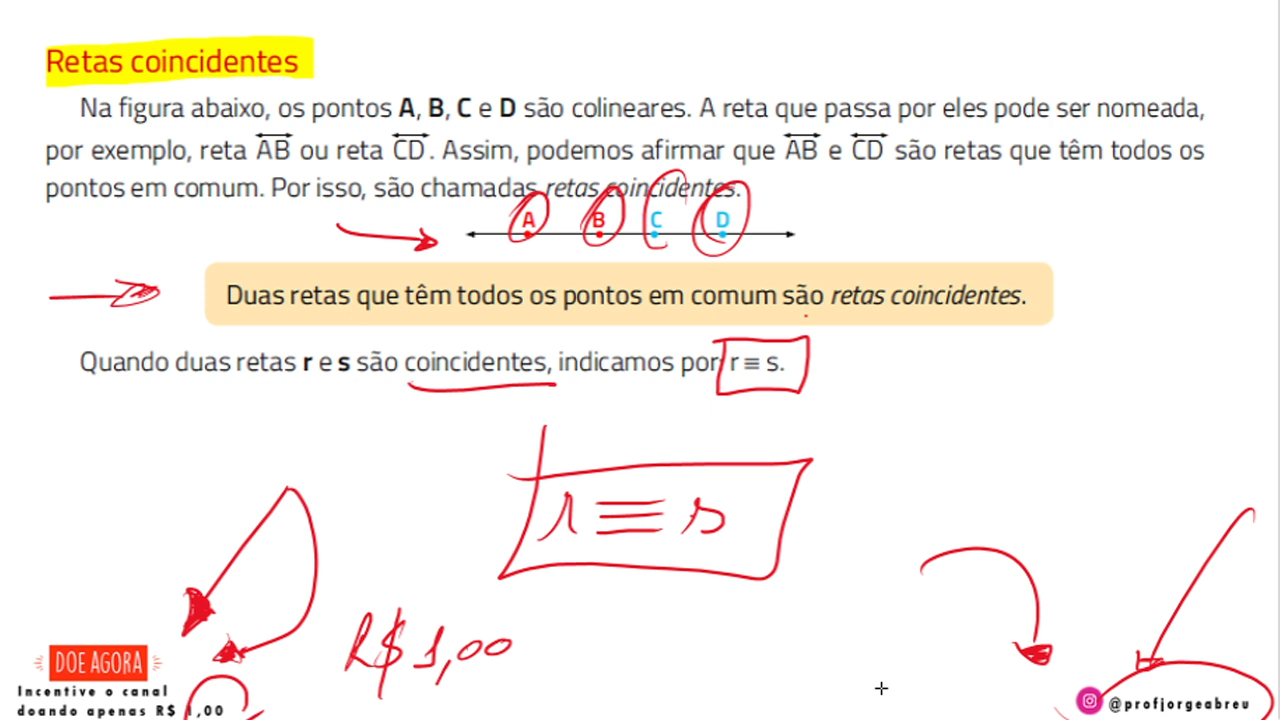 Retas coincidentes
Na figura abaixo, os pontos A, B, C e D são colineares. A reta que passa por eles pode ser nomeada,
por exemplo, reta AB ou reta CD. Assim, podemos afirmar que AB e CD são retas que têm todos os
pontos em comum. Por isso, são chamadas retas coincidentes.
A B C D
Duas retas que têm todos os pontos em comum são retas coincidentes.
Quando duas retas r e s são coincidentes, indicamos por r ≡ s.
r ≡ s
R$ 1,00
DOE AGORA
Incentive o canal
doando apenas R$ 1,00
@profjorgeabreu